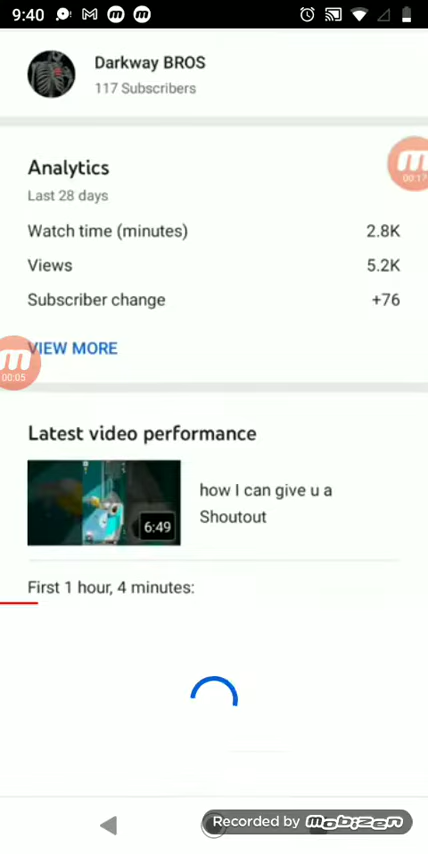 9:40
Darkway BROS
117 Subscribers
Analytics
Last 28 days
Watch time (minutes) 2.8K
Views 5.2K
Subscriber change +76
VIEW MORE
00:17
00:05
Latest video performance
how I can give u a
Shoutout
6:49
First 1 hour, 4 minutes:
Recorded by mobizen